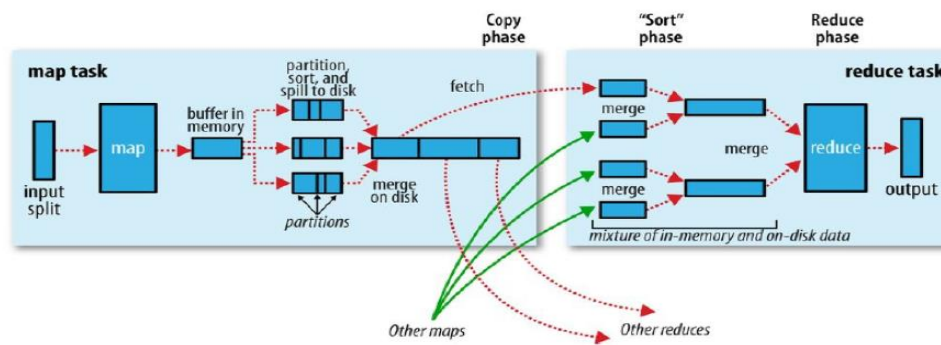 Copy
phase
"Sort"
phase
Reduce
phase
map task
partition,
sort, and
spill to disk
fetch
reduce task
buffer in
memory
merge
map
merge
reduce
input
split
merge
on disk
merge
output
partitions
mixture of in-memory and on-disk data
Other maps
Other reduces